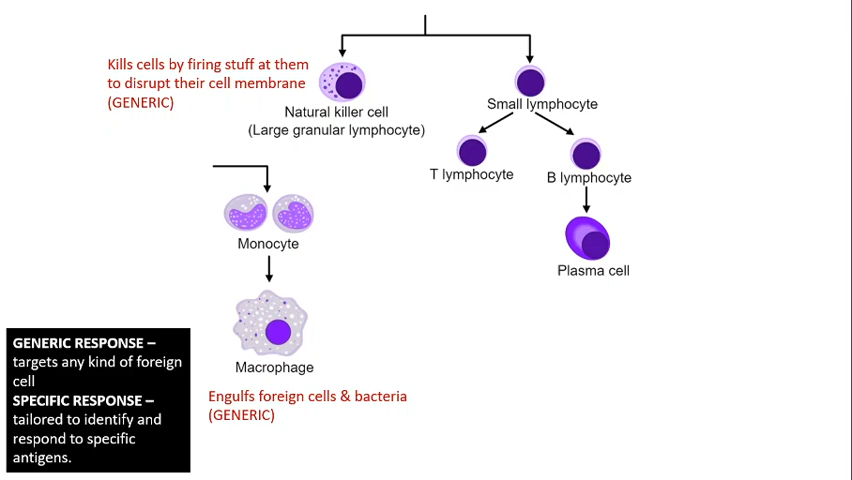 Kills cells by firing stuff at them
to disrupt their cell membrane
(GENERIC)
Natural killer cell
(Large granular lymphocyte)
Small lymphocyte
T lymphocyte
B lymphocyte
Plasma cell
Monocyte
Macrophage
Engulfs foreign cells & bacteria
(GENERIC)
GENERIC RESPONSE –
targets any kind of foreign
cell
SPECIFIC RESPONSE –
tailored to identify and
respond to specific
antigens.